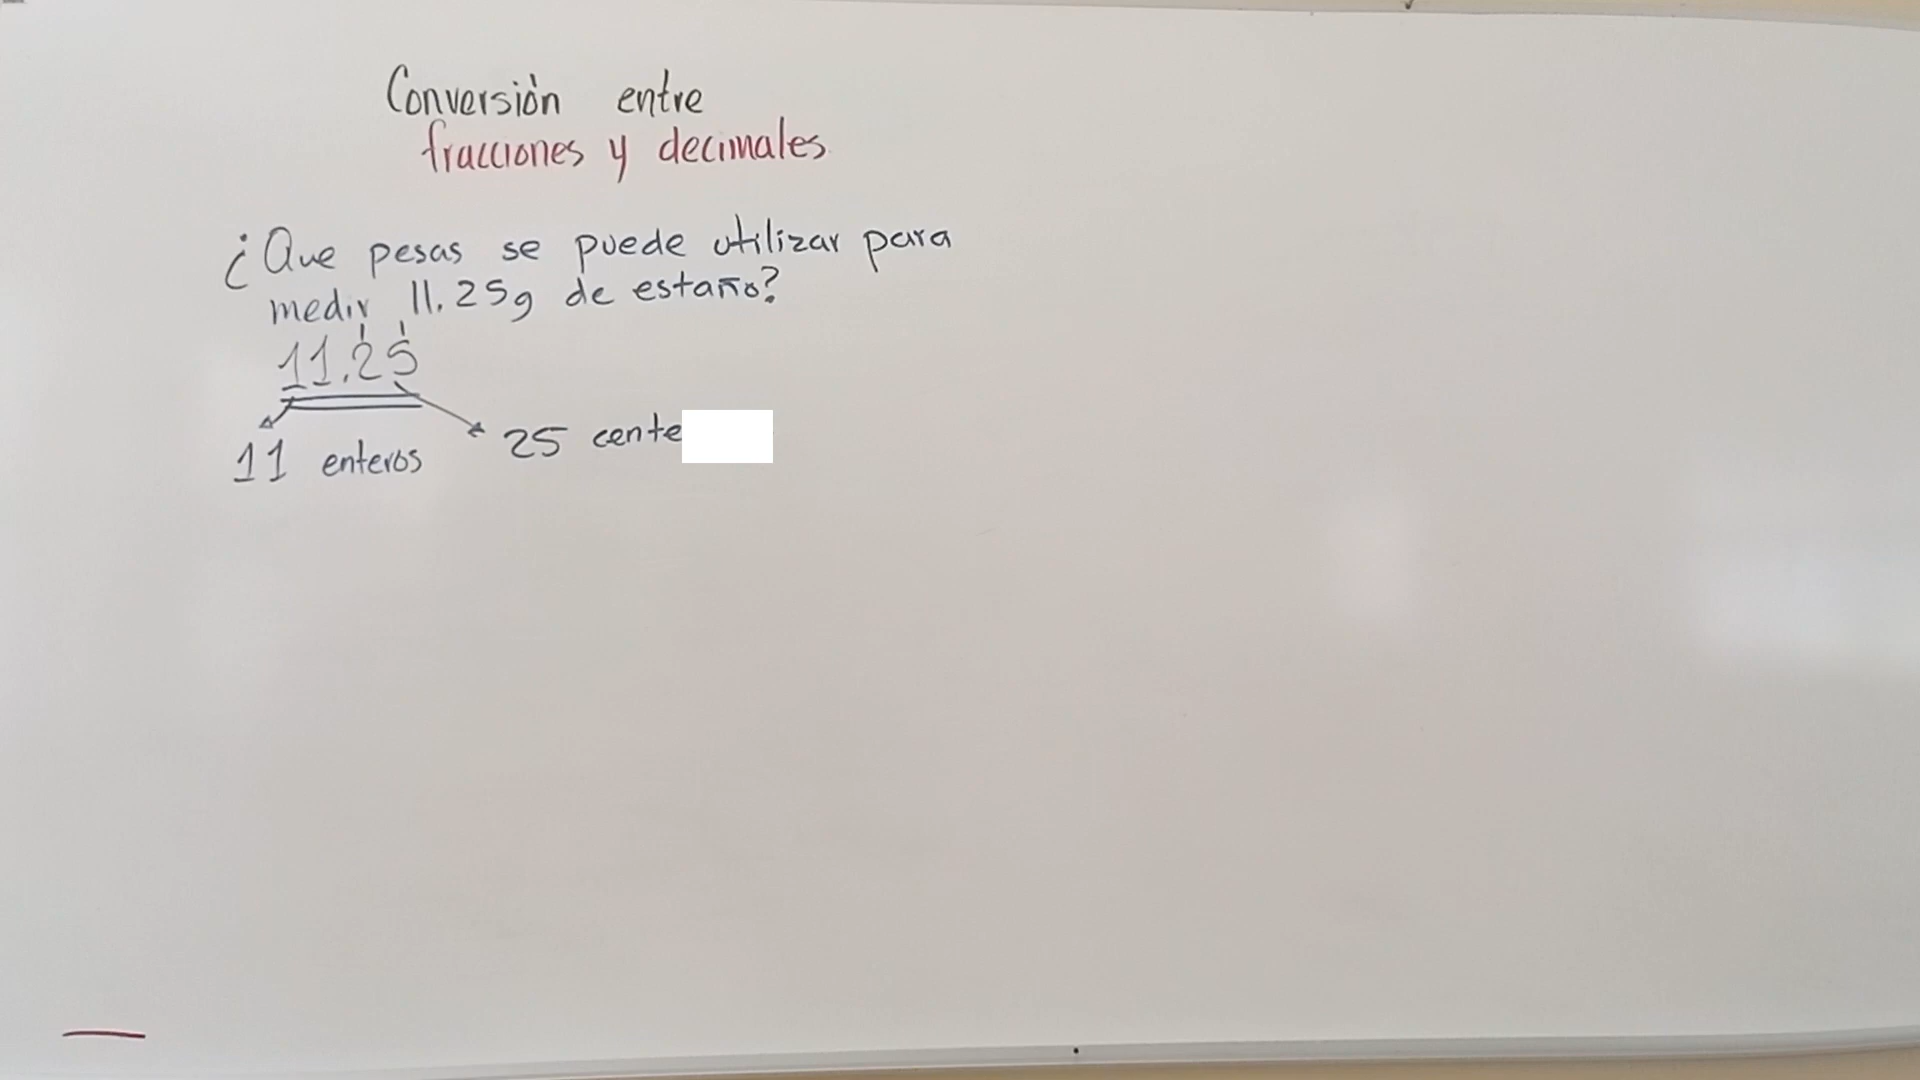 Conversión entre
fracciones y decimales
¿Que pesas se puede utilizar para
medir 11.25g de estaño?
11.25
11 enteros
25